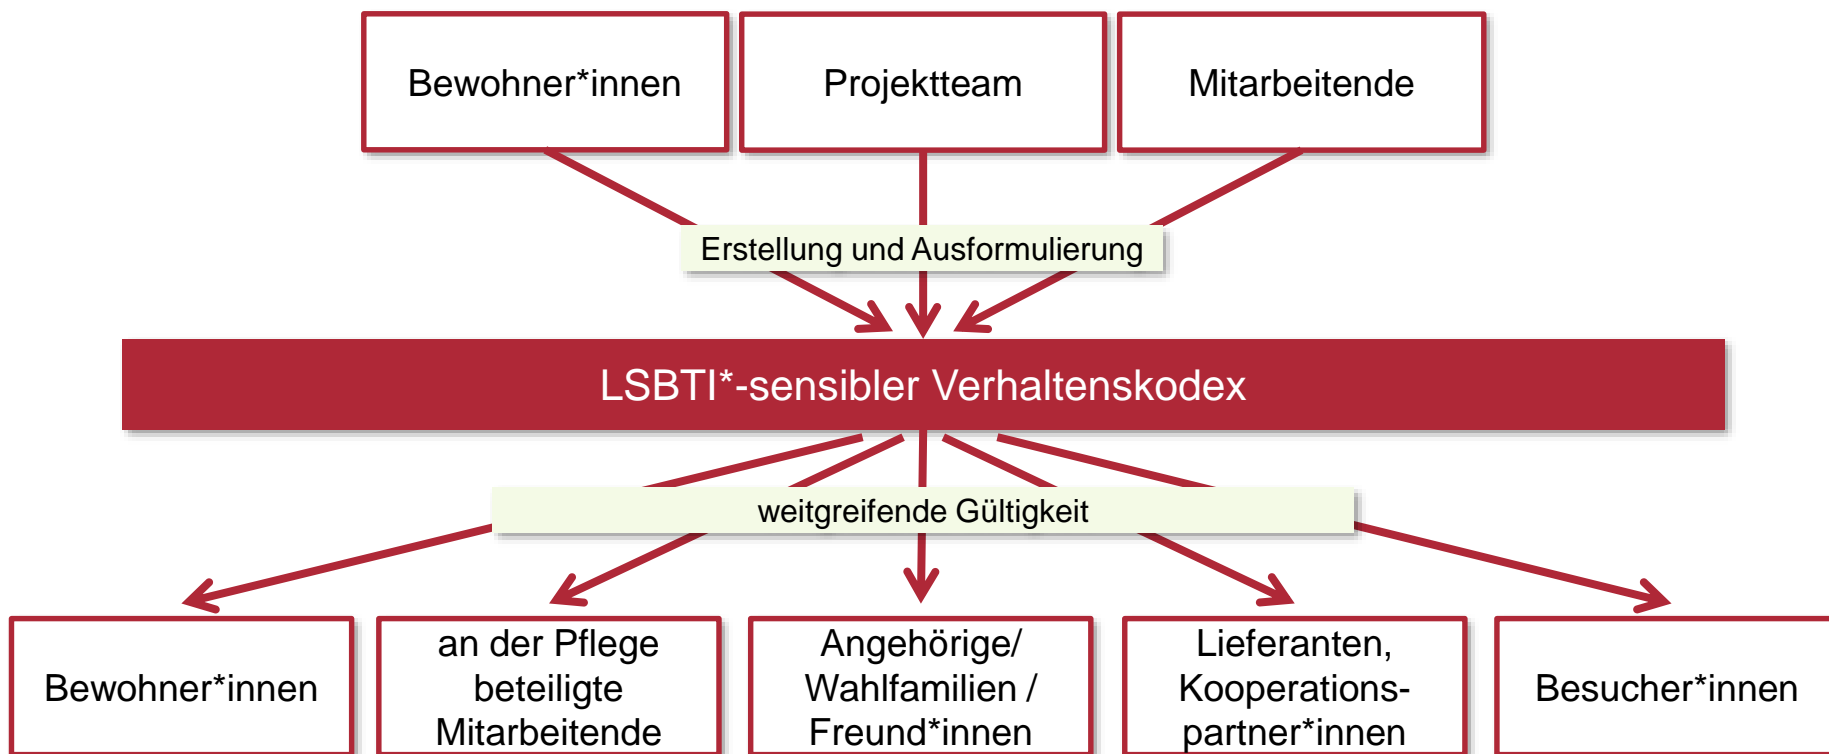 Bewohner*innen
Projektteam
Mitarbeitende
Erstellung und Ausformulierung
LSBTI*-sensibler Verhaltenskodex
weitgreifende Gültigkeit
Bewohner*innen
an der Pflege
beteiligte
Mitarbeitende
Angehörige/
Wahlfamilien /
Freund*innen
Lieferanten,
Kooperations-
partner*innen
Besucher*innen